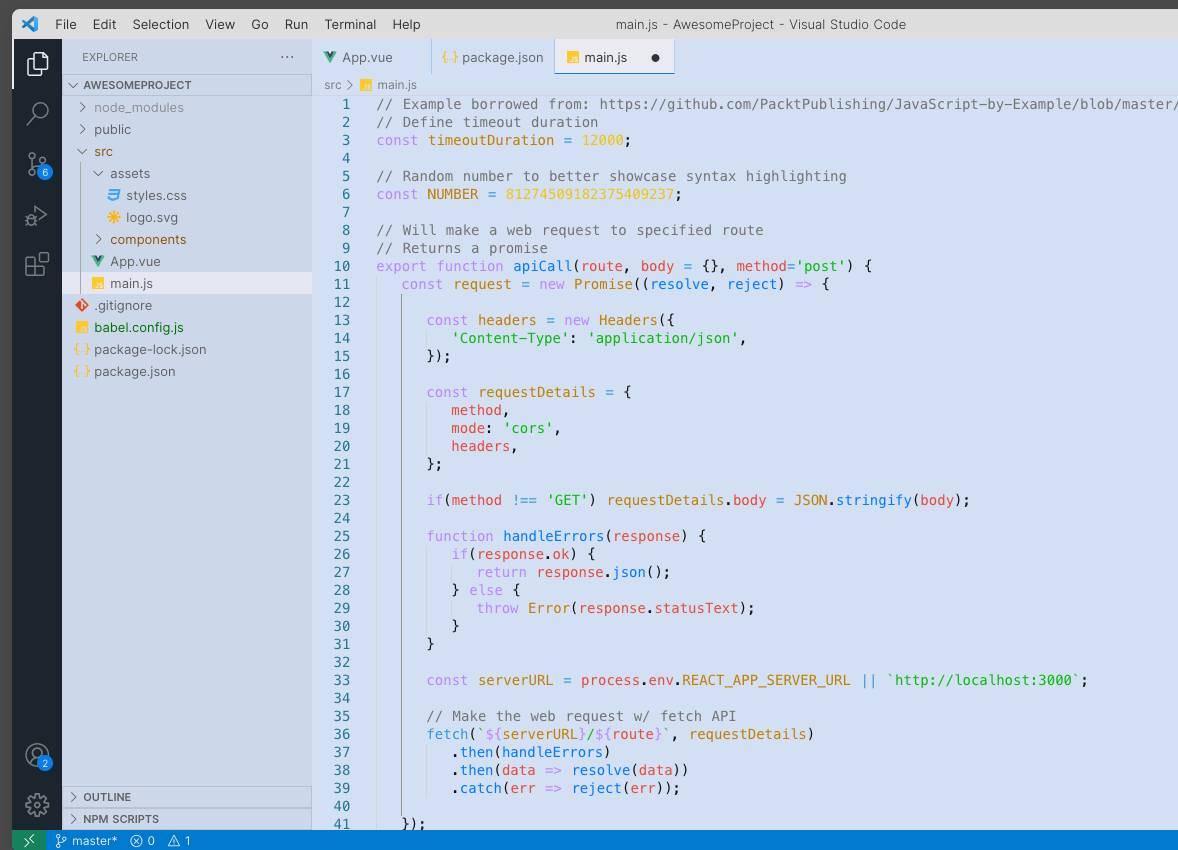 File Edit Selection View Go Run Terminal Help main.js - AwesomeProject - Visual Studio Code
EXPLORER ···
AWESOMEPROJECT
node_modules
public
src
assets
styles.css
logo.svg
components
App.vue
main.js
.gitignore
babel.config.js
package-lock.json
package.json
OUTLINE
NPM SCRIPTS
6
2
App.vue {} package.json main.js ●
src > main.js
1 // Example borrowed from: https://github.com/PacktPublishing/JavaScript-by-Example/blob/master/
2 // Define timeout duration
3 const timeoutDuration = 12000;
4
5 // Random number to better showcase syntax highlighting
6 const NUMBER = 81274509182375409237;
7
8 // Will make a web request to specified route
9 // Returns a promise
10 export function apiCall(route, body = {}, method='post') {
11 const request = new Promise((resolve, reject) => {
12
13 const headers = new Headers({
14 'Content-Type': 'application/json',
15 });
16
17 const requestDetails = {
18 method,
19 mode: 'cors',
20 headers,
21 };
22
23 if(method !== 'GET') requestDetails.body = JSON.stringify(body);
24
25 function handleErrors(response) {
26 if(response.ok) {
27 return response.json();
28 } else {
29 throw Error(response.statusText);
30 }
31 }
32
33 const serverURL = process.env.REACT_APP_SERVER_URL || `http://localhost:3000`;
34
35 // Make the web request w/ fetch API
36 fetch(`${serverURL}/${route}`, requestDetails)
37 .then(handleErrors)
38 .then(data => resolve(data))
39 .catch(err => reject(err));
40
41 });
master* 0 1